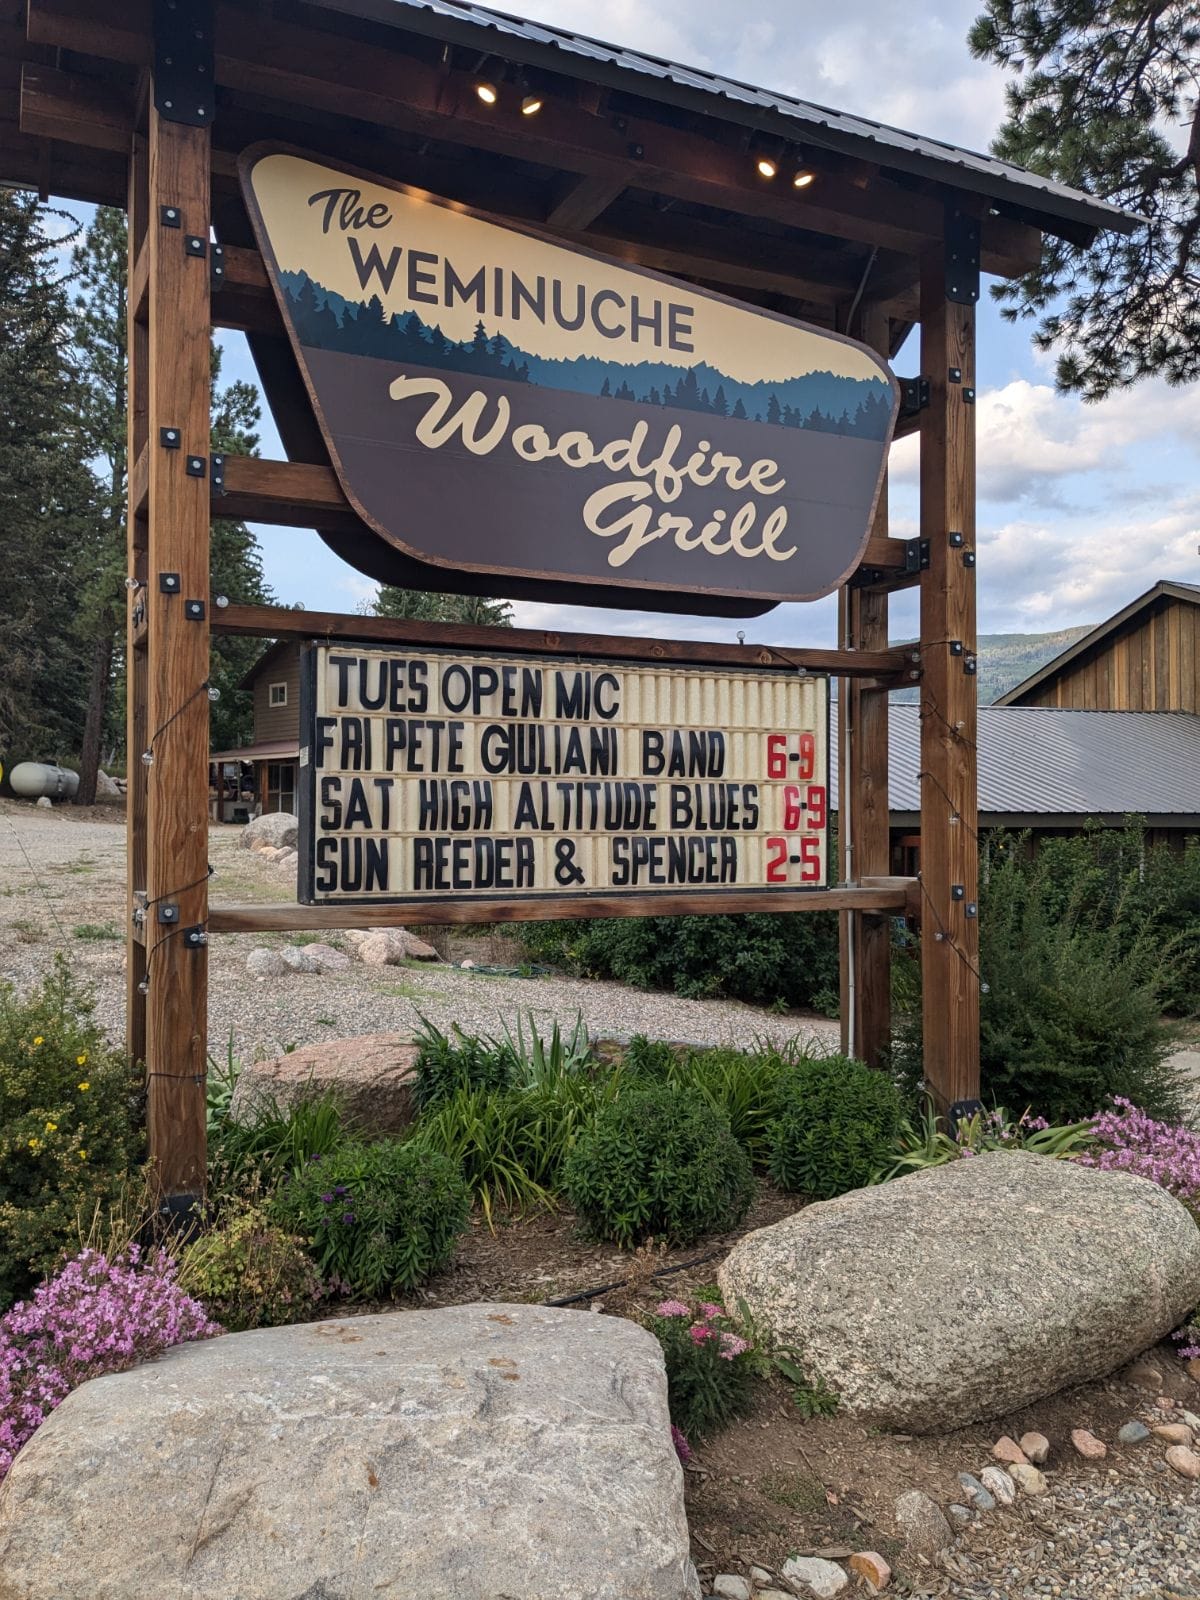 The
WEMINUCHE
Woodfire
Grill
TUES OPEN MIC
FRI PETE GIULIANI BAND 6-9
SAT HIGH ALTITUDE BLUES 6-9
SUN REEDER & SPENCER 2-5